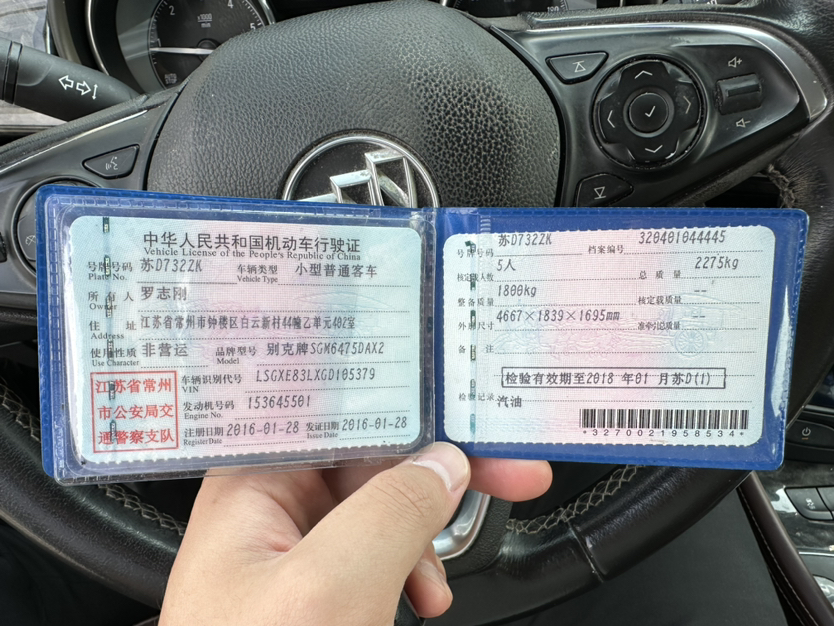 中华人民共和国机动车行驶证
Vehicle License of the People's Republic of China
号牌号码 苏D732ZK 车辆类型 小型普通客车
Plate No. Vehicle Type
所有人 罗志刚
Owner
住址 江苏省常州市钟楼区白云新村44幢乙单元402室
Address
使用性质 非营运 品牌型号 别克牌SGM6475DAX2
Use Character Model
江苏省常州
市公安局交
通警察支队
车辆识别代号 LSGXE83LXGD105379
VIN
发动机号码 153645501
Engine No.
注册日期 2016-01-28 发证日期 2016-01-28
Register Date Issue Date
号牌号码 苏D732ZK 档案编号 320401044445
核定载人数 5人 总质量 2275kg
整备质量 1800kg 核定载质量 --
外廓尺寸 4667×1839×1695mm 准牵引总质量 --
备注
检验有效期至2018 年01 月苏D(1)
检验记录
汽油
*3270021958534*